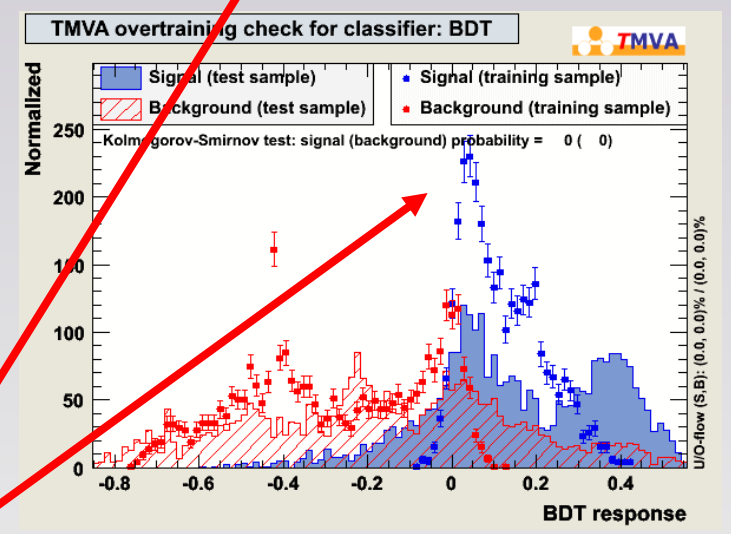 TMVA overtraining check for classifier: BDT
TMVA
Signal (test sample)
Background (test sample)
Signal (training sample)
Background (training sample)
Kolmogorov-Smirnov test: signal (background) probability = 0 ( 0)
Normalized
250
200
150
100
50
0
-0.8 -0.6 -0.4 -0.2 0 0.2 0.4
BDT response
U/O-flow (S,B): (0.0, 0.0)% / (0.0, 0.0)%